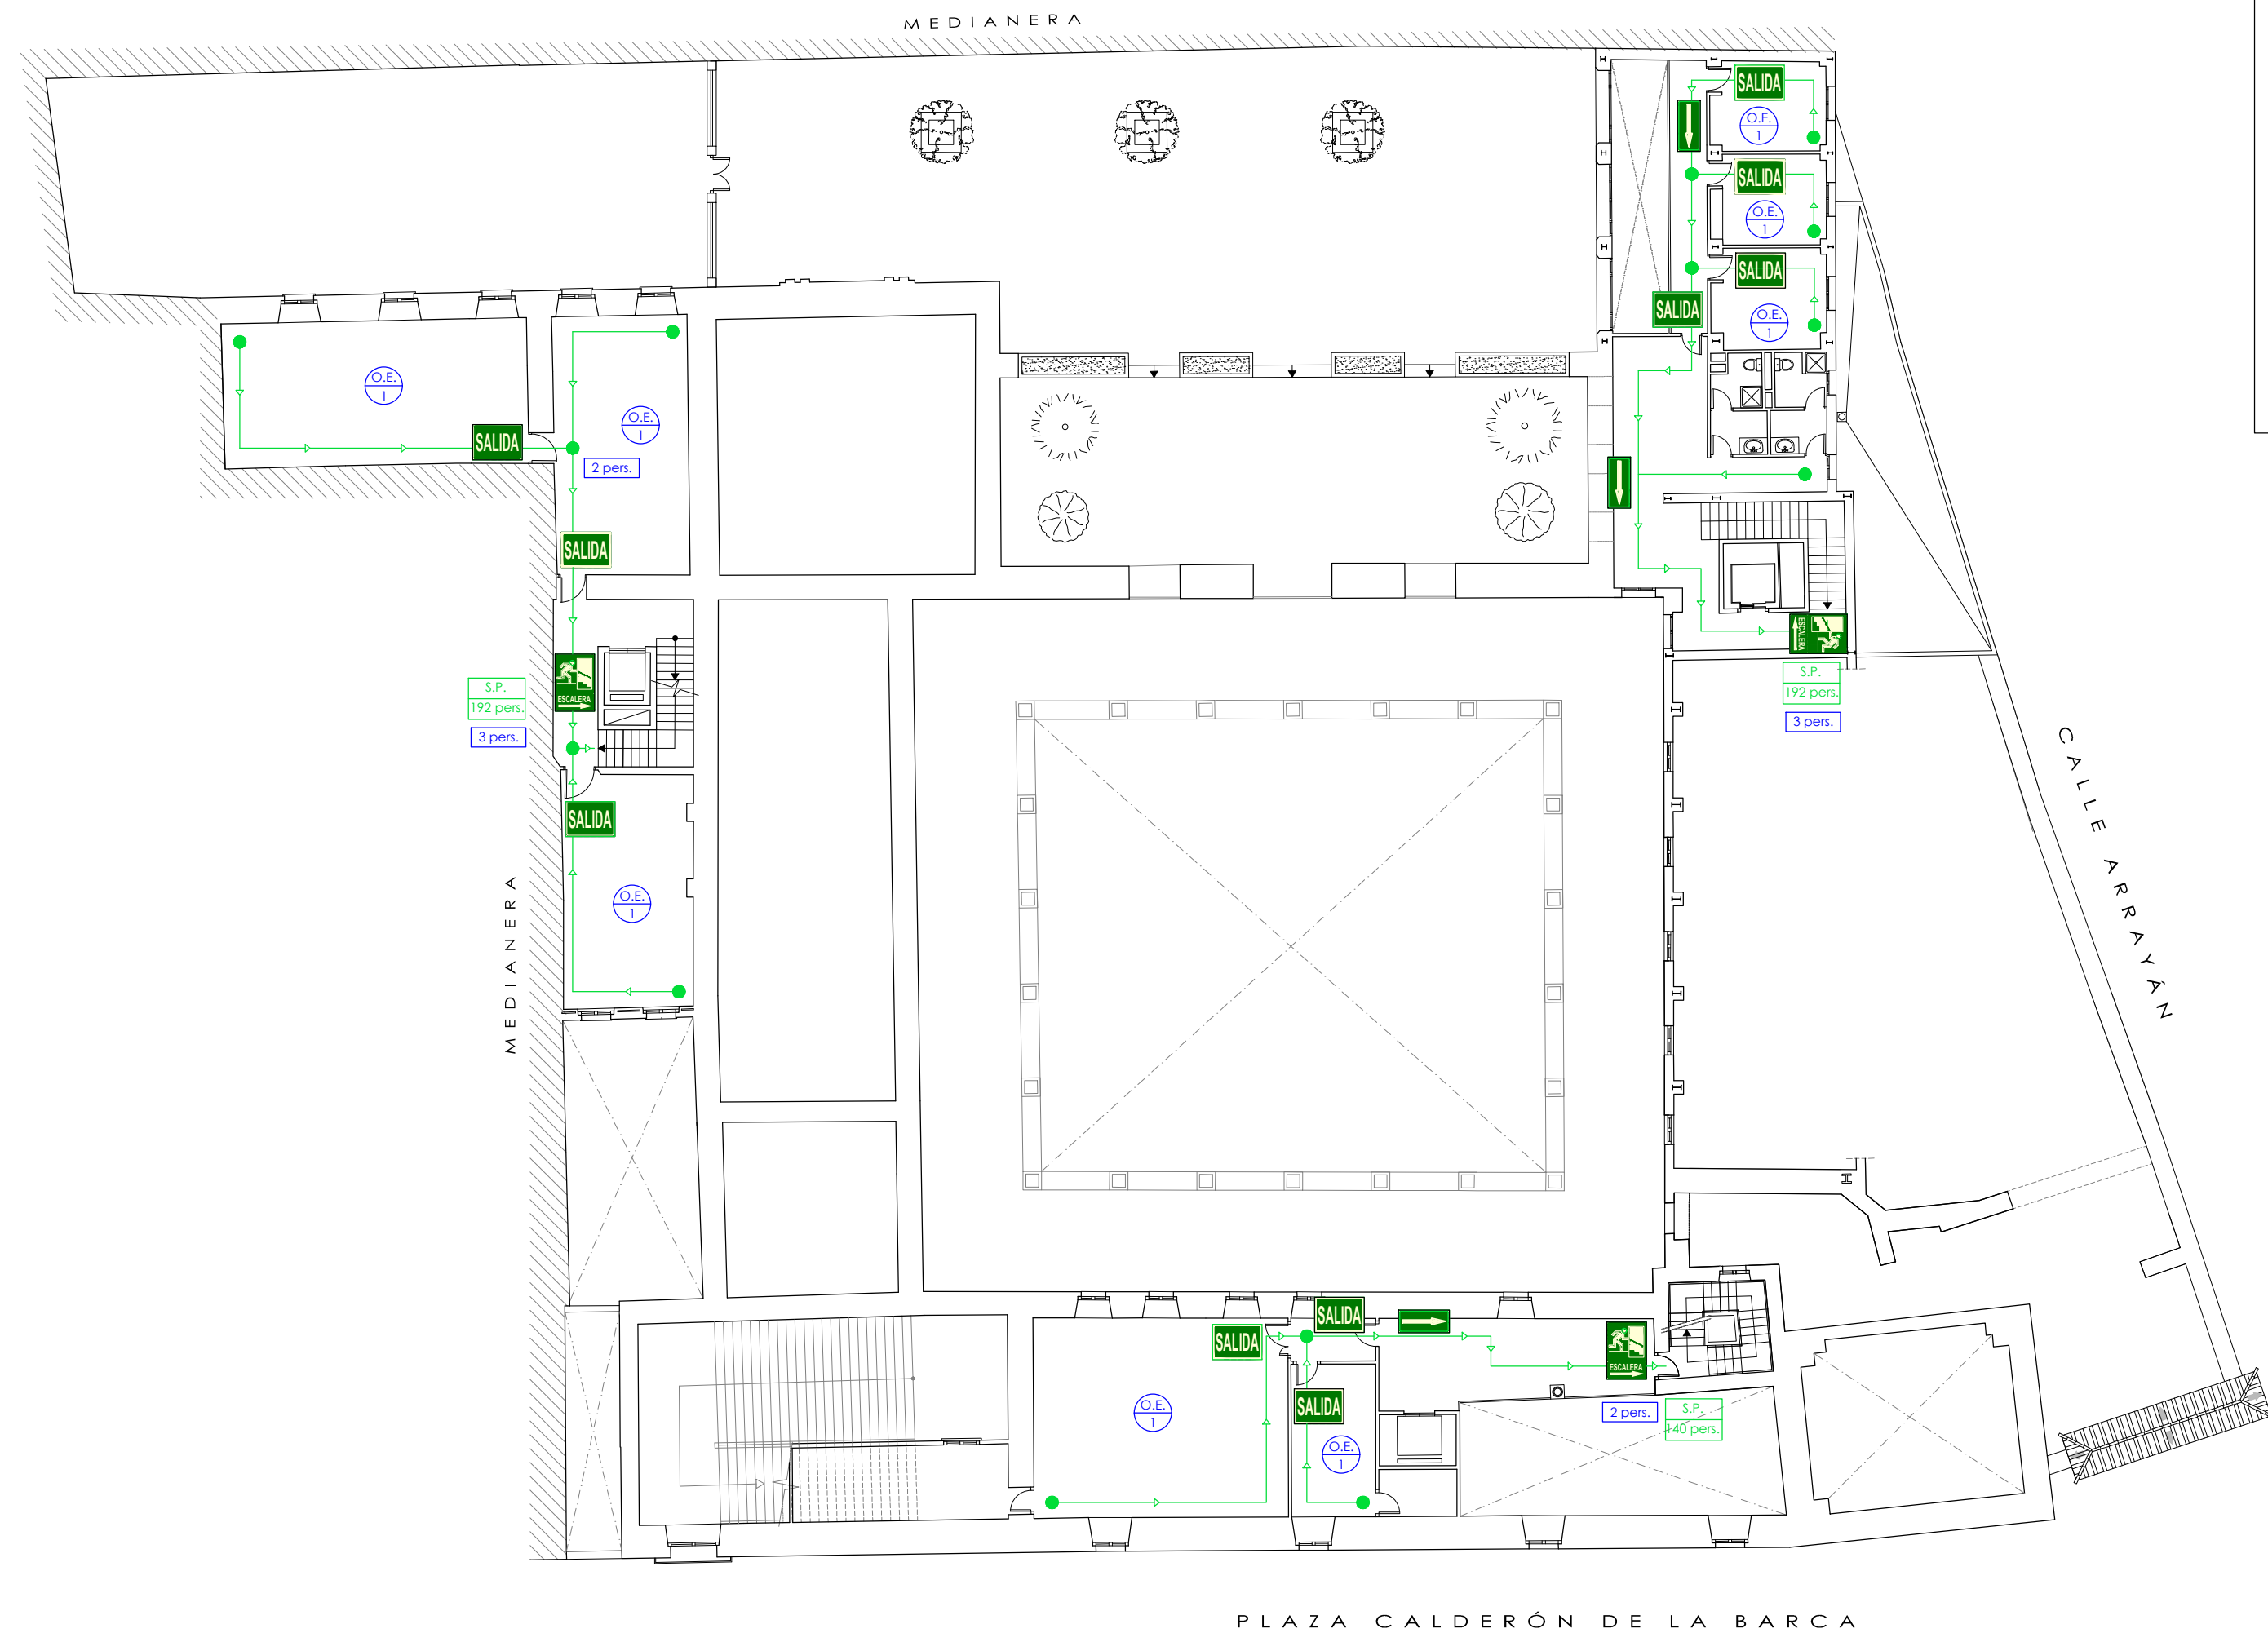 MEDIANERA
SALIDA
O.E.
1
SALIDA
O.E.
1
SALIDA
SALIDA
O.E.
1
O.E.
1
O.E.
1
SALIDA
2 pers.
SALIDA
ESCALERA
S.P.
192 pers.
3 pers.
ESCALERA
S.P.
192 pers.
3 pers.
SALIDA
O.E.
1
MEDIANERA
CALLE ARRAYÁN
SALIDA
SALIDA
ESCALERA
SALIDA
O.E.
1
O.E.
1
2 pers.
S.P.
140 pers.
PLAZA CALDERÓN DE LA BARCA